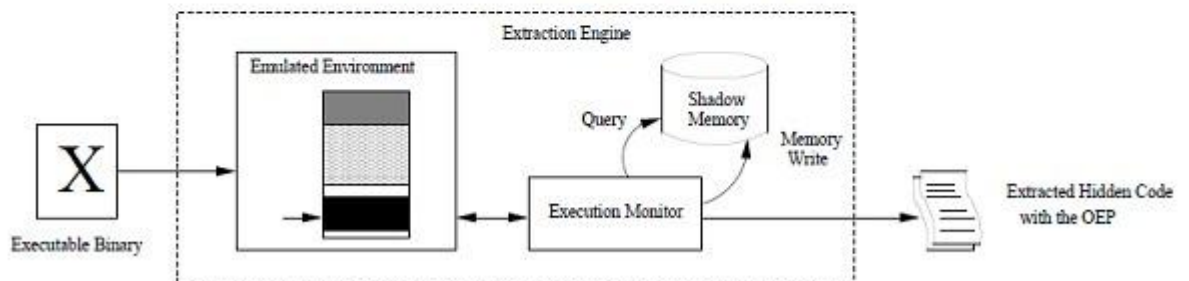 Extraction Engine
Emulated Environment
Shadow
Memory
Query
Memory
Write
X
Execution Monitor
Extracted Hidden Code
with the OEP
Executable Binary